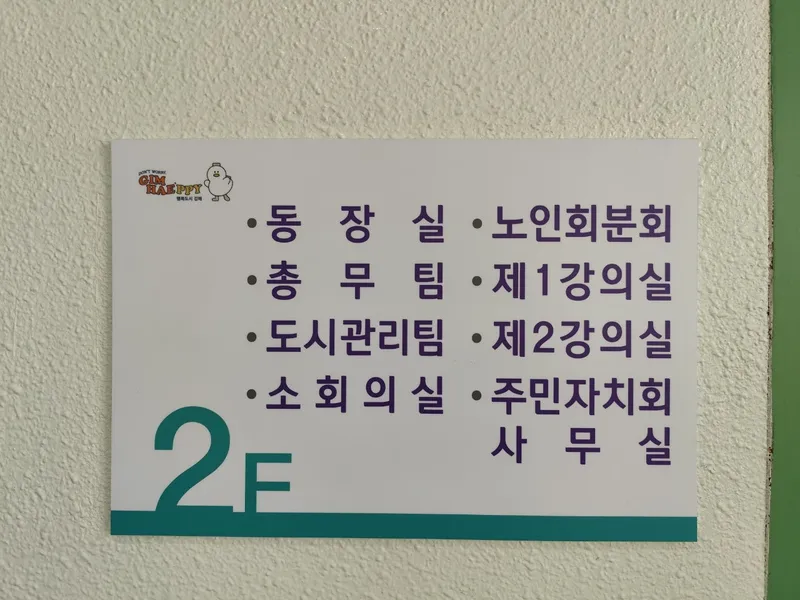 DON'T WORRY
GIM
HAE'PPY
행복도시 김해
• 동 장 실
• 총 무 팀
• 도시관리팀
• 소 회 의 실
• 노인회분회
• 제1강의실
• 제2강의실
• 주민자치회
사 무 실
2F